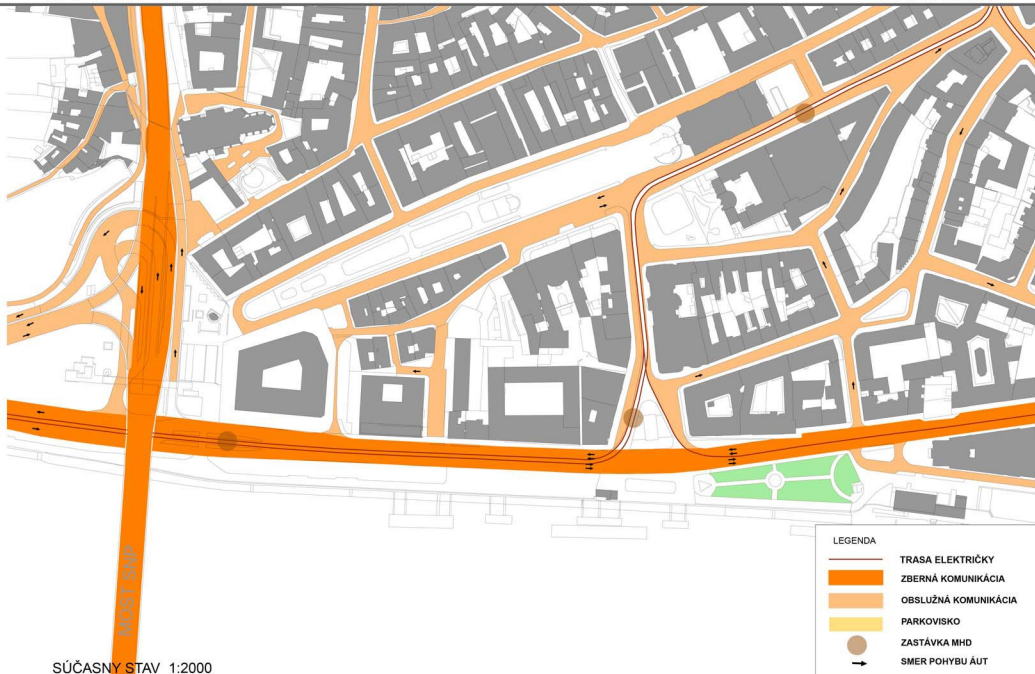 MOST SNP
SÚČASNY STAV 1:2000
LEGENDA
TRASA ELEKTRIČKY
ZBERNÁ KOMUNIKÁCIA
OBSLUŽNÁ KOMUNIKÁCIA
PARKOVISKO
ZASTÁVKA MHD
SMER POHYBU ÁUT